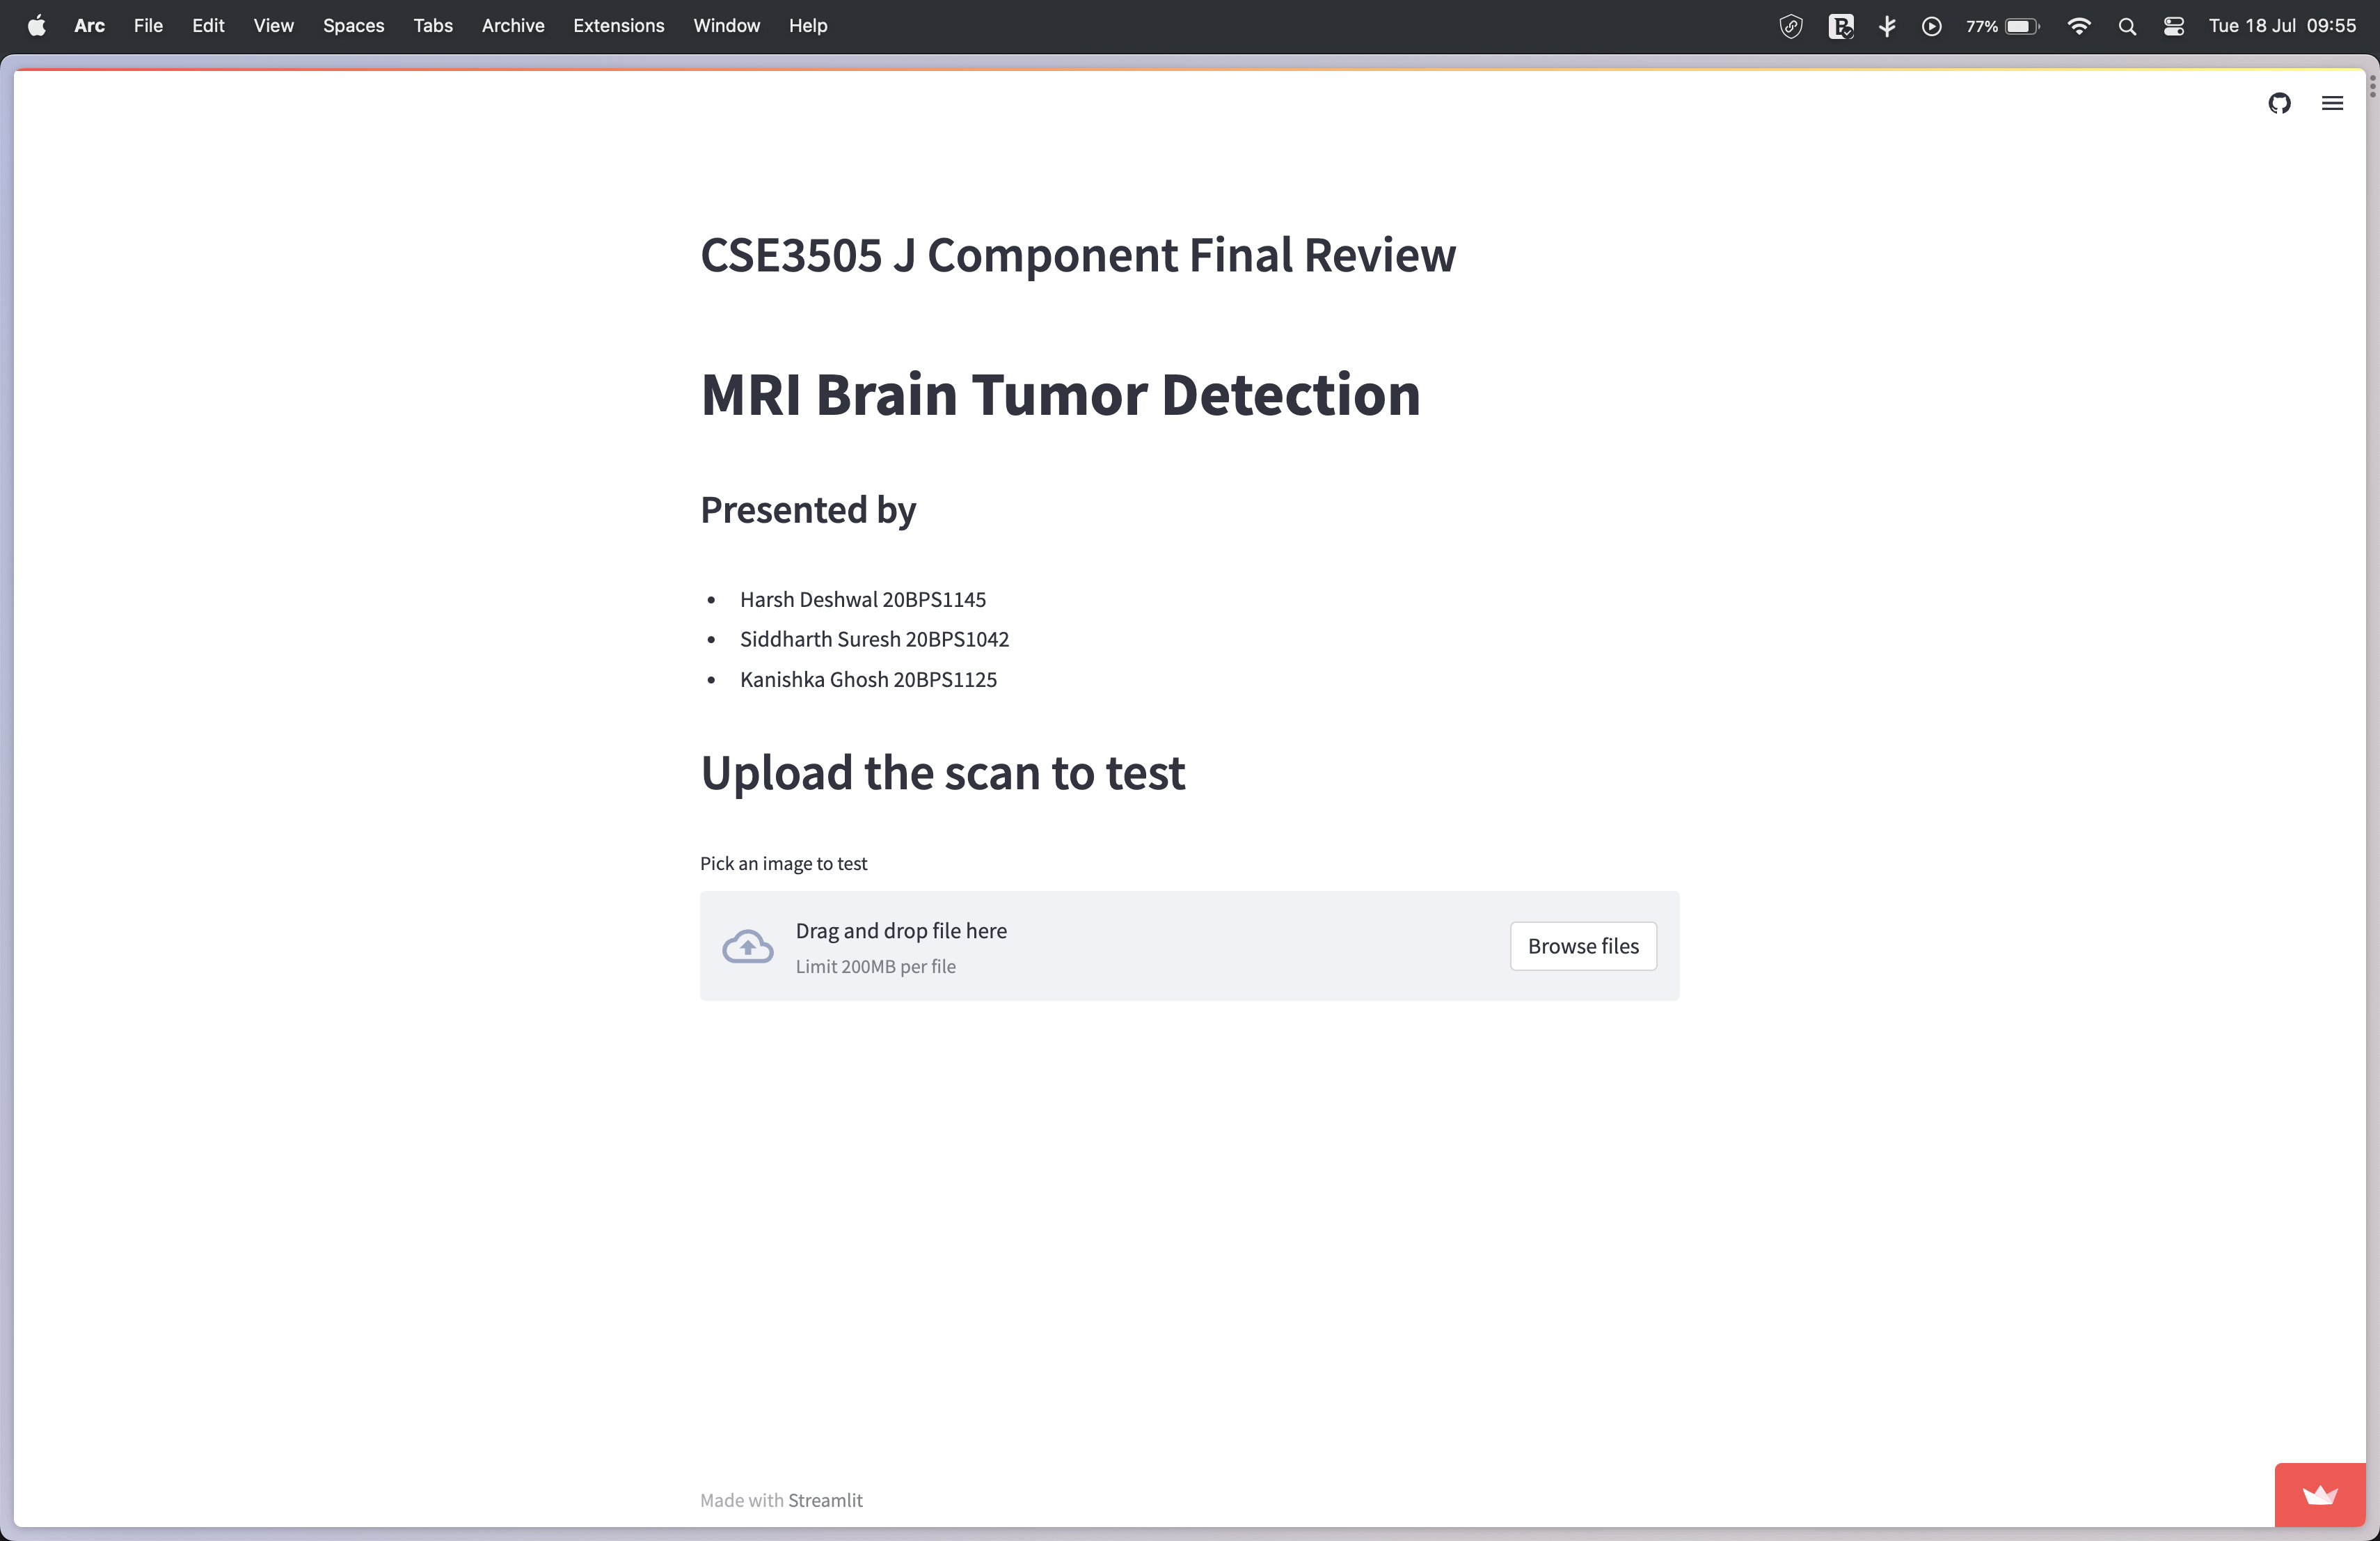 Arc File Edit View Spaces Tabs Archive Extensions Window Help 77% Tue 18 Jul 09:55
CSE3505 J Component Final Review
MRI Brain Tumor Detection
Presented by
• Harsh Deshwal 20BPS1145
• Siddharth Suresh 20BPS1042
• Kanishka Ghosh 20BPS1125
Upload the scan to test
Pick an image to test
Drag and drop file here
Limit 200MB per file
Browse files
Made with Streamlit